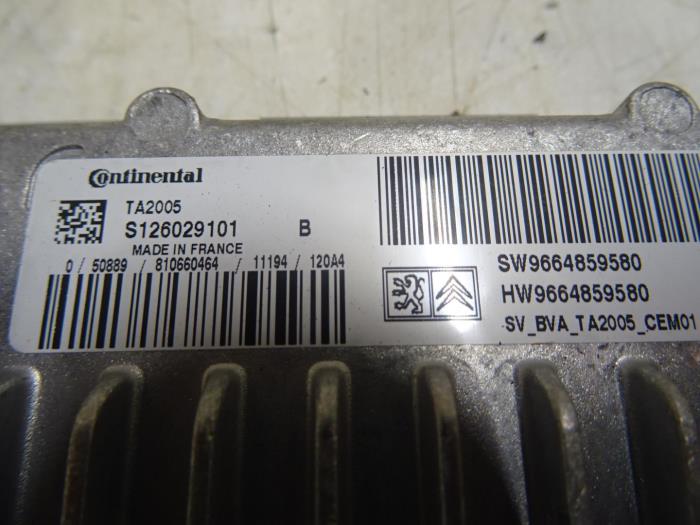 Continental
TA2005
S126029101 B
MADE IN FRANCE
0 / 50889 / 810660464 / 11194 / 120A4
SW9664859580
HW9664859580
SV_BVA_TA2005_CEM01